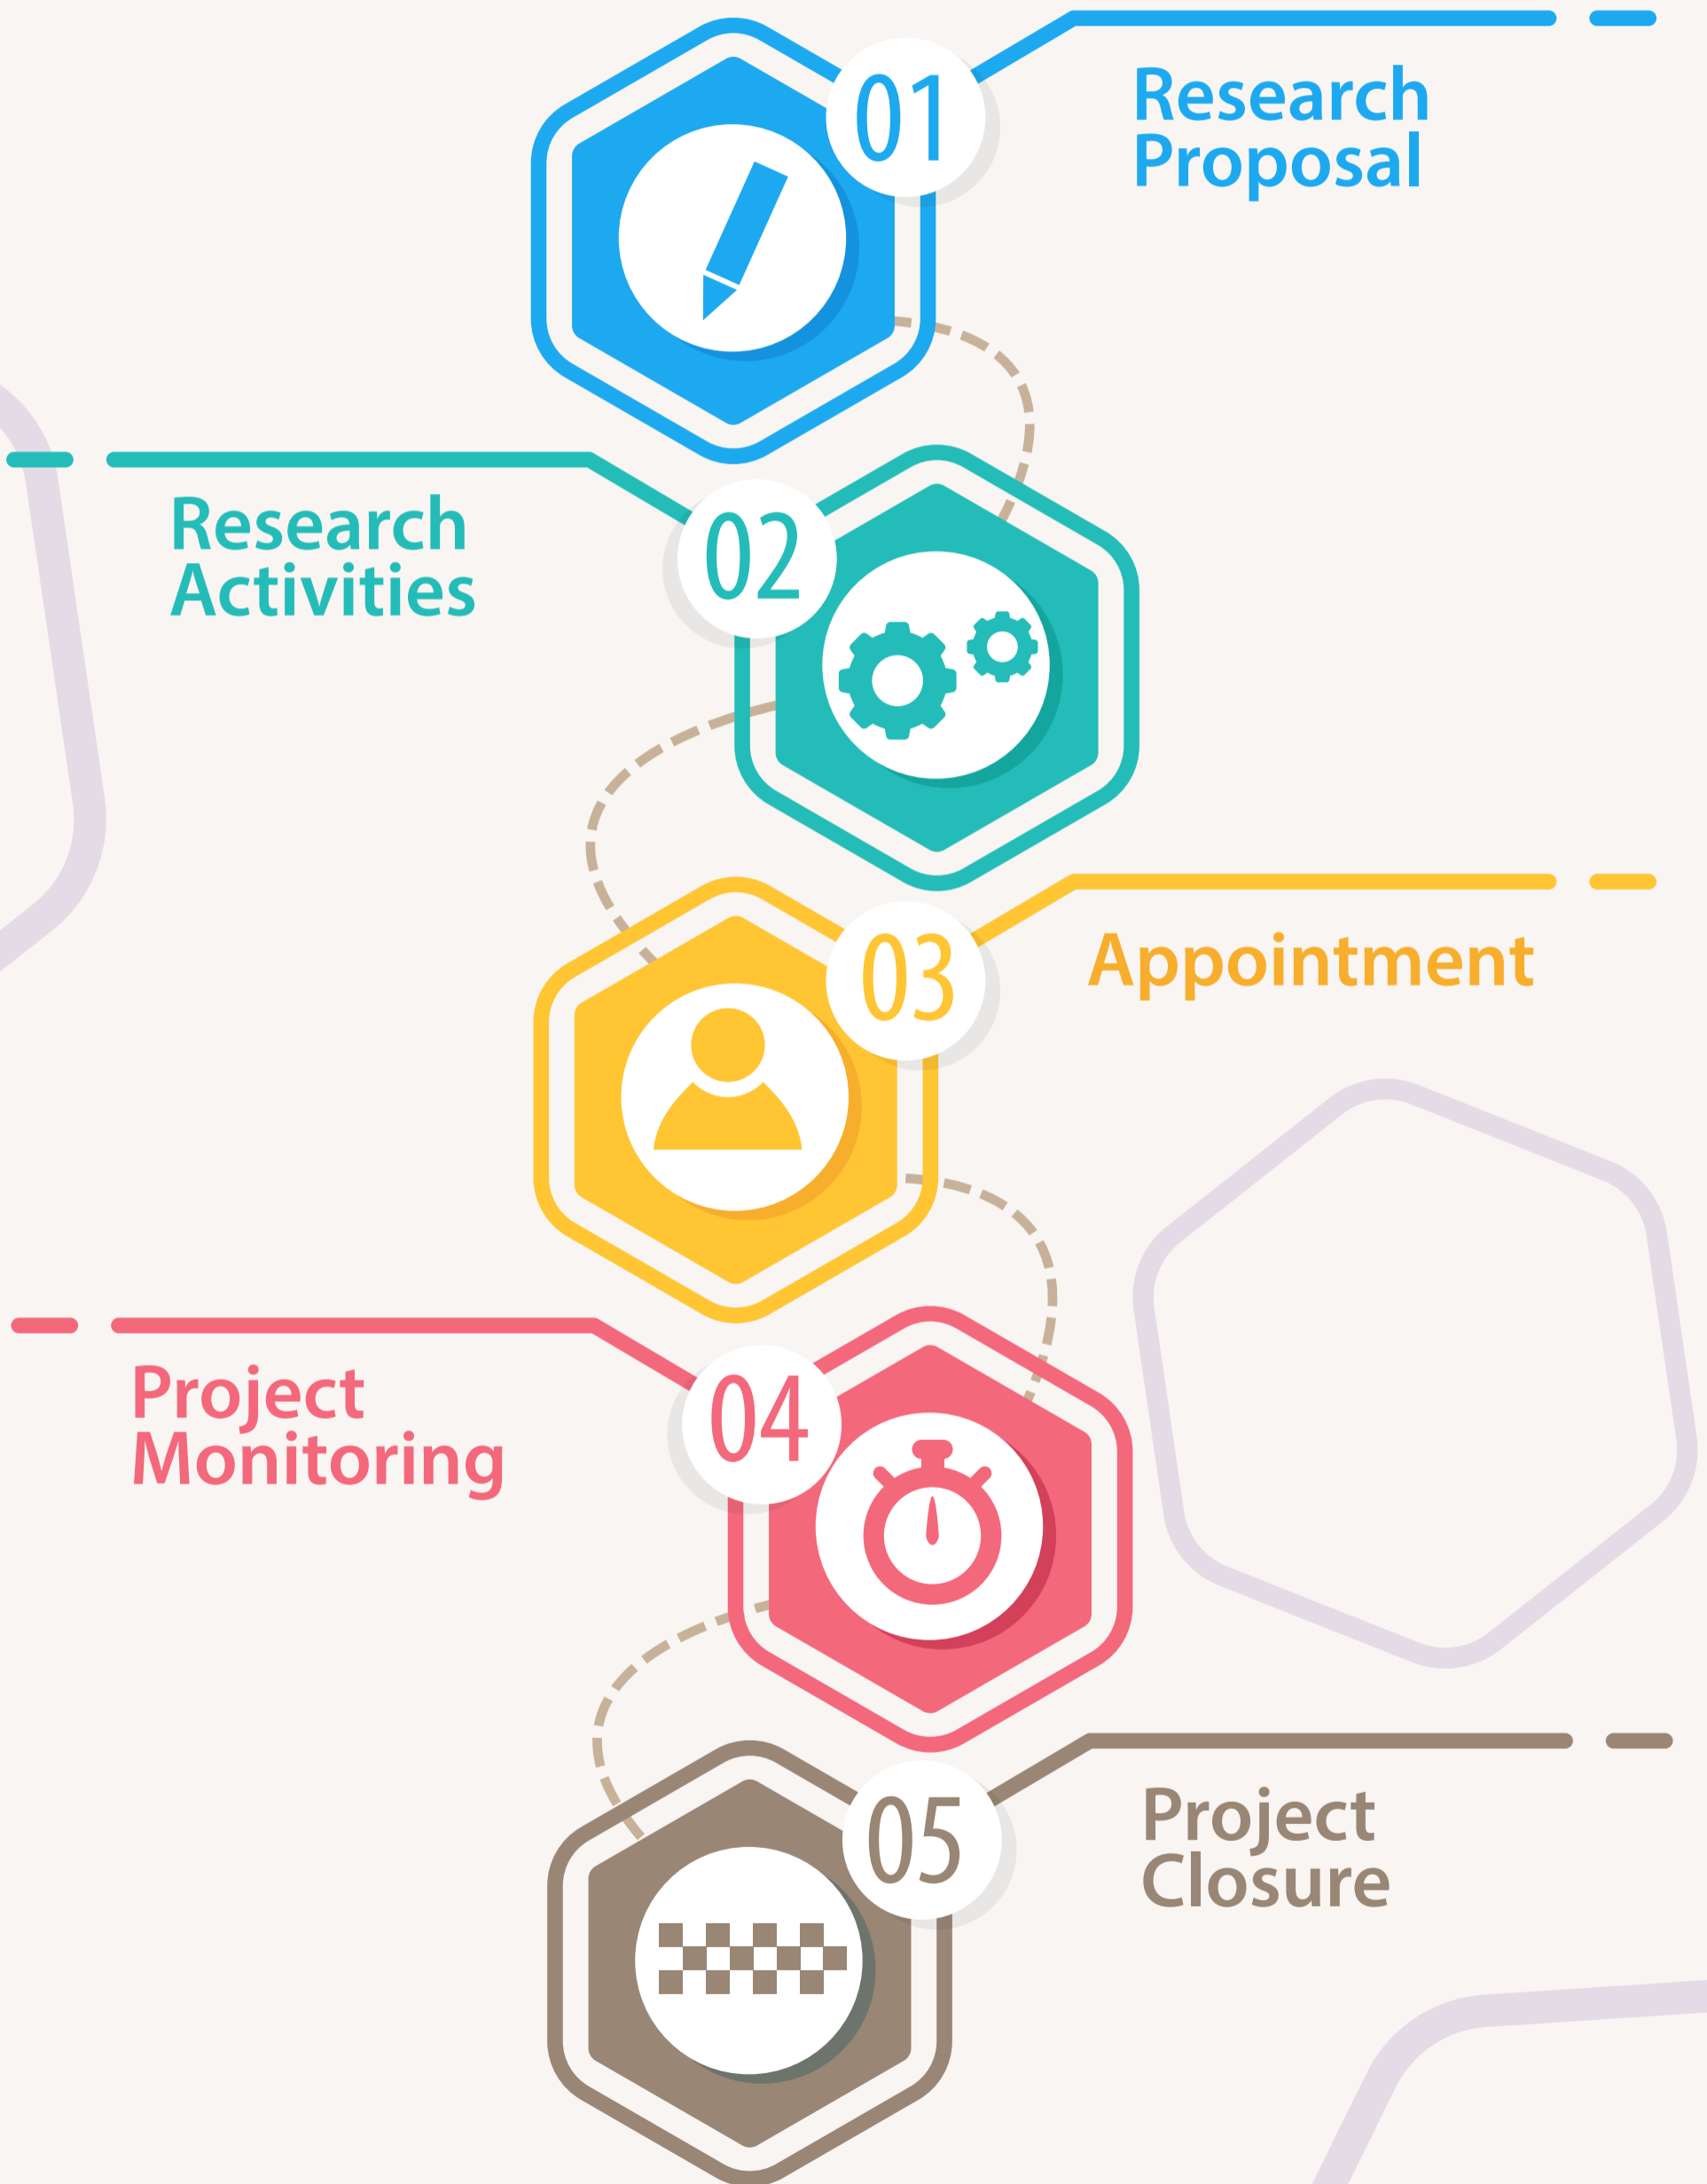 01
Research
Proposal
02
Research
Activities
03
Appointment
04
Project
Monitoring
05
Project
Closure